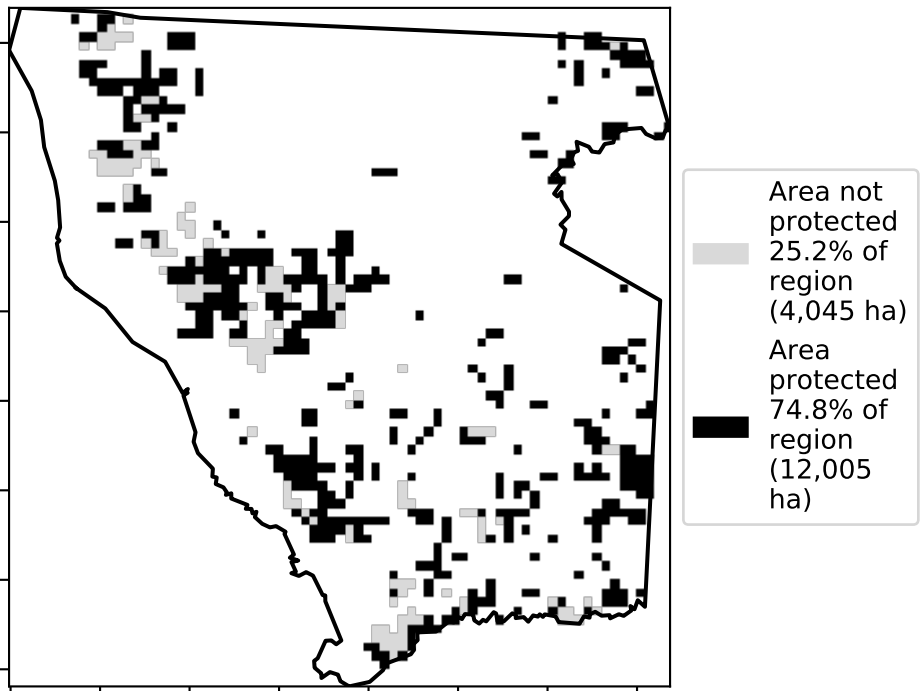 Area not
protected
25.2% of
region
(4,045 ha)
Area
protected
74.8% of
region
(12,005
ha)